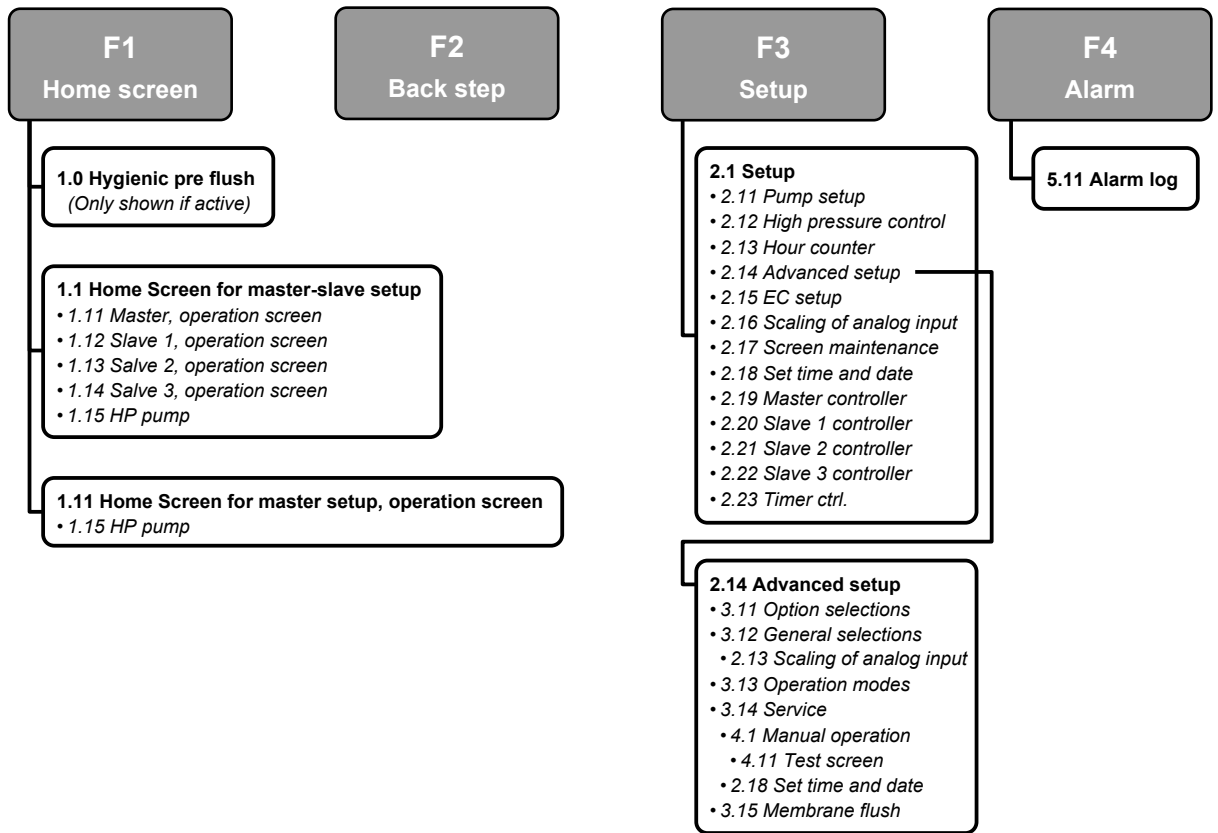 F1
Home screen
F2
Back step
F3
Setup
F4
Alarm
1.0 Hygienic pre flush
(Only shown if active)
1.1 Home Screen for master-slave setup
• 1.11 Master, operation screen
• 1.12 Slave 1, operation screen
• 1.13 Salve 2, operation screen
• 1.14 Salve 3, operation screen
• 1.15 HP pump
1.11 Home Screen for master setup, operation screen
• 1.15 HP pump
2.1 Setup
• 2.11 Pump setup
• 2.12 High pressure control
• 2.13 Hour counter
• 2.14 Advanced setup
• 2.15 EC setup
• 2.16 Scaling of analog input
• 2.17 Screen maintenance
• 2.18 Set time and date
• 2.19 Master controller
• 2.20 Slave 1 controller
• 2.21 Slave 2 controller
• 2.22 Slave 3 controller
• 2.23 Timer ctrl.
2.14 Advanced setup
• 3.11 Option selections
• 3.12 General selections
• 2.13 Scaling of analog input
• 3.13 Operation modes
• 3.14 Service
• 4.1 Manual operation
• 4.11 Test screen
• 2.18 Set time and date
• 3.15 Membrane flush
5.11 Alarm log